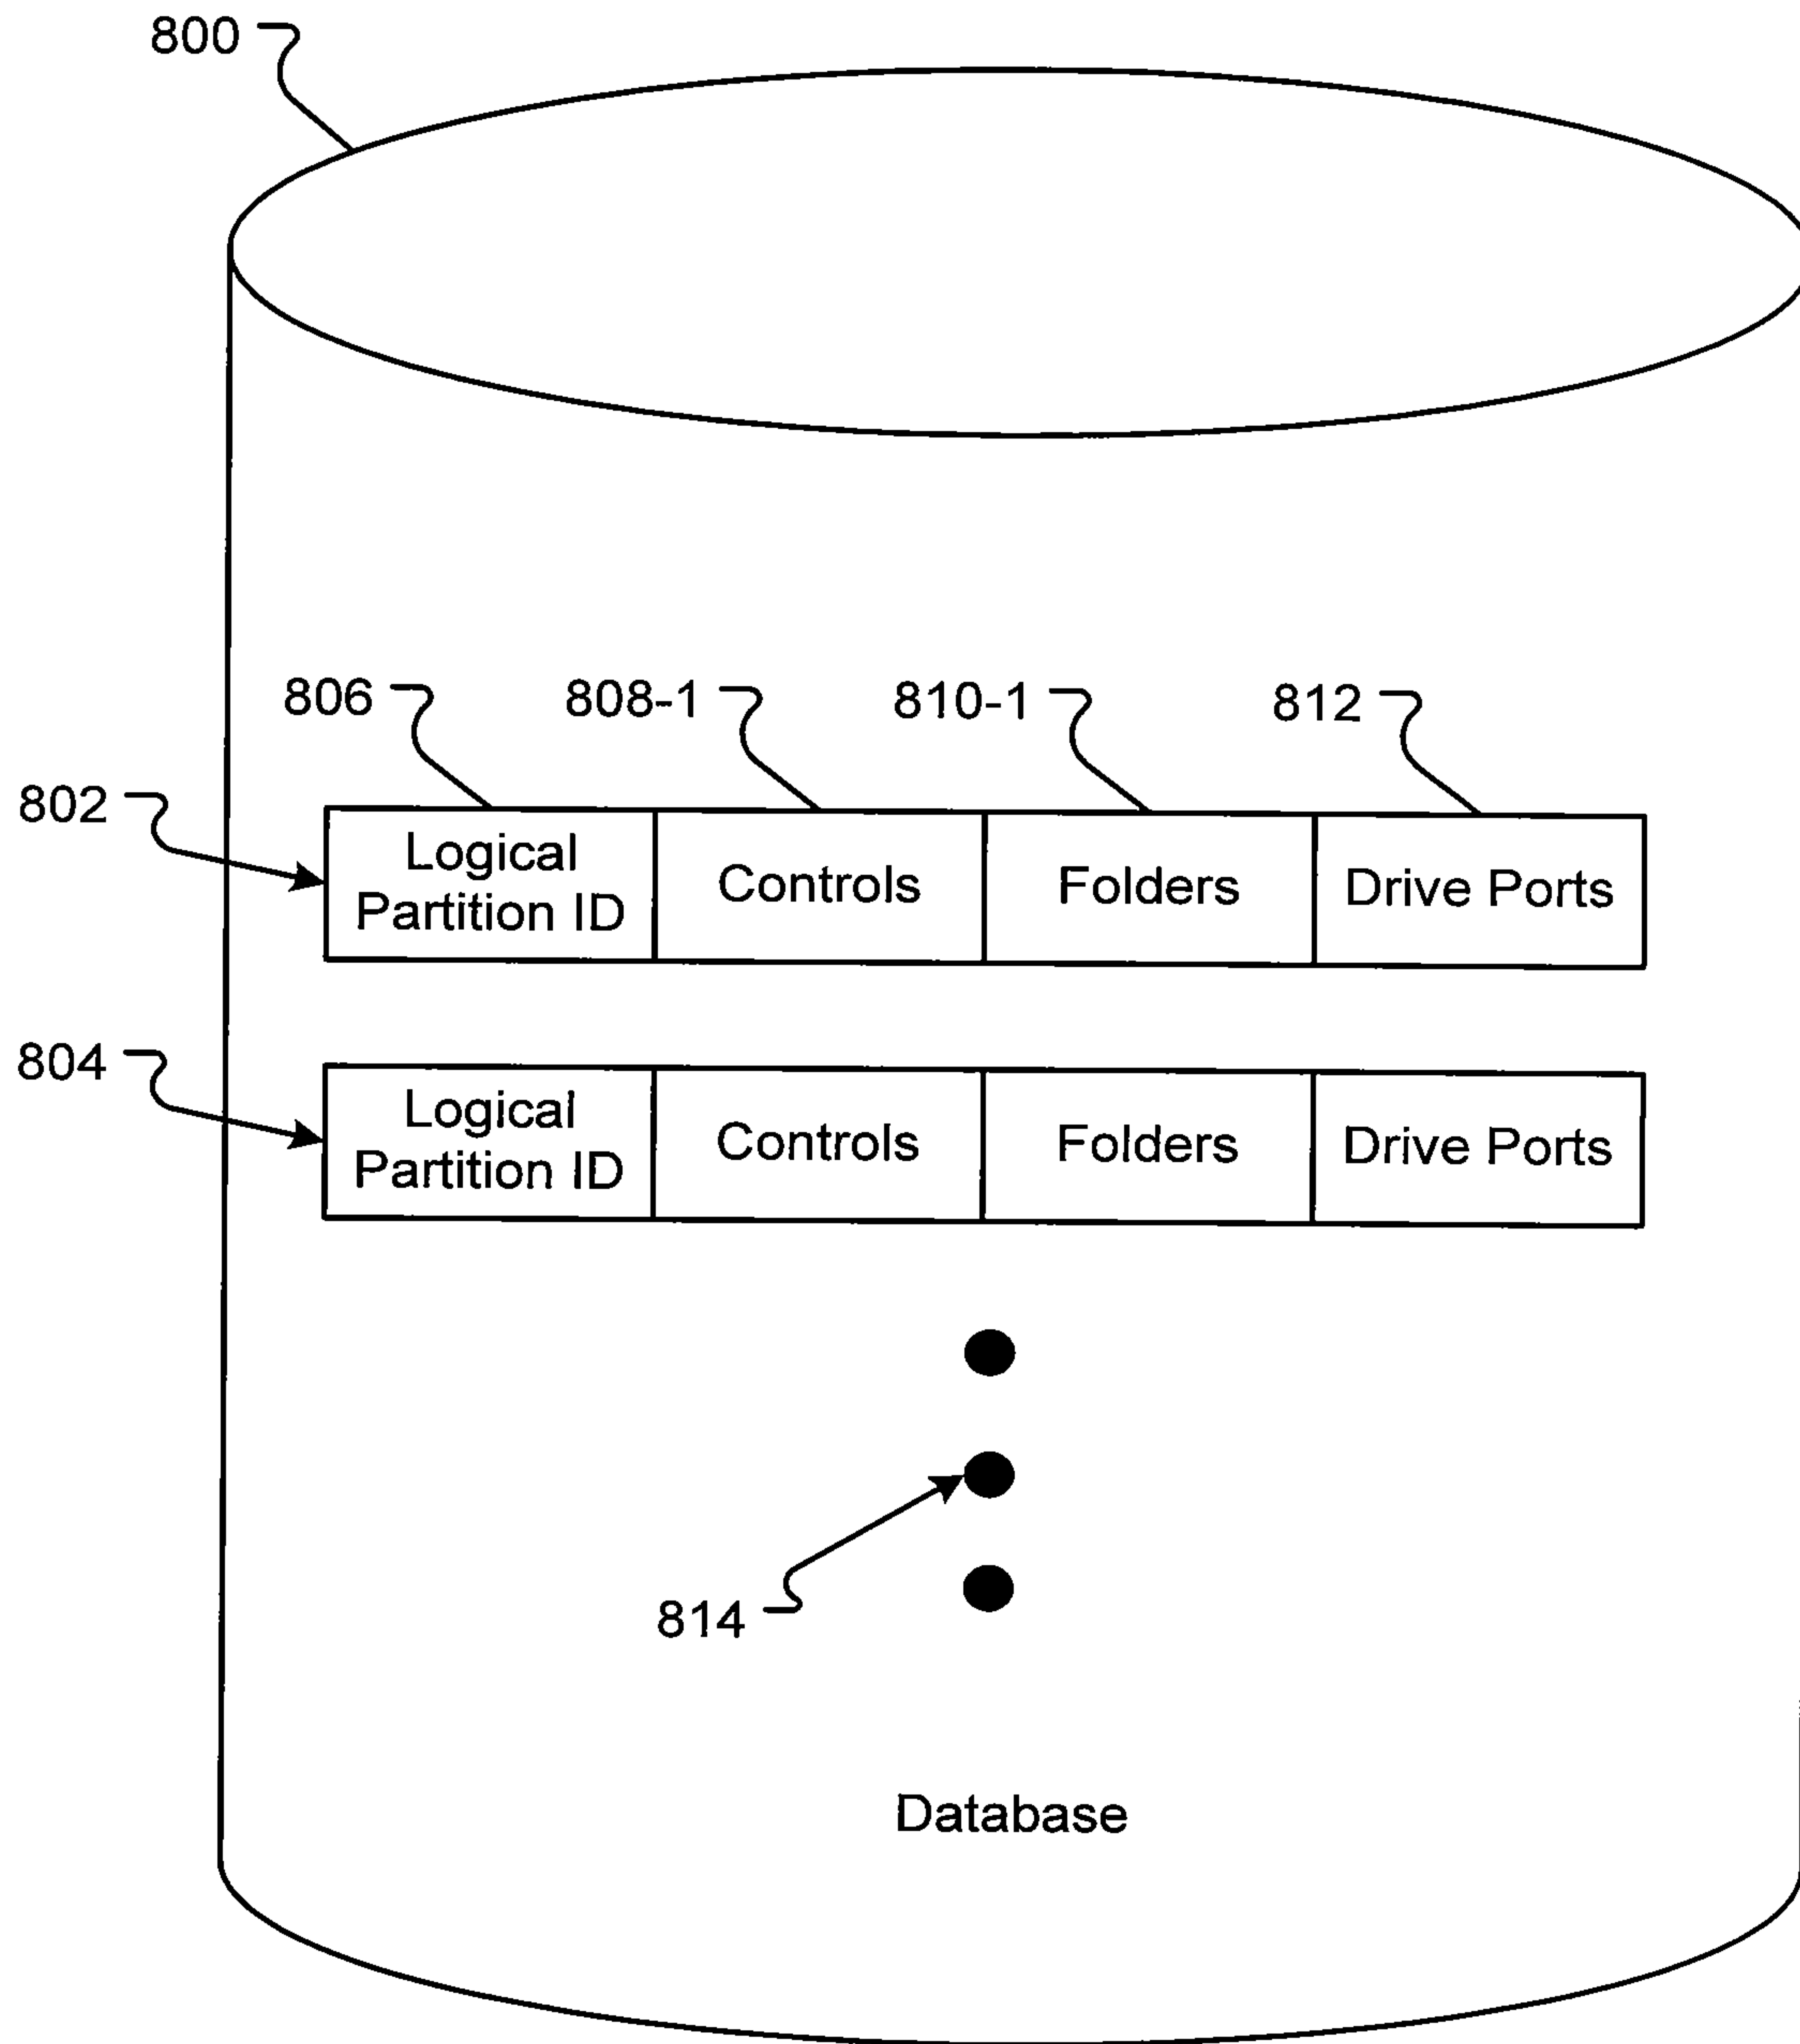 800
806
808-1
810-1
812
802
Logical
Partition ID
Controls
Folders
Drive Ports
804
Logical
Partition ID
Controls
Folders
Drive Ports
814
Database